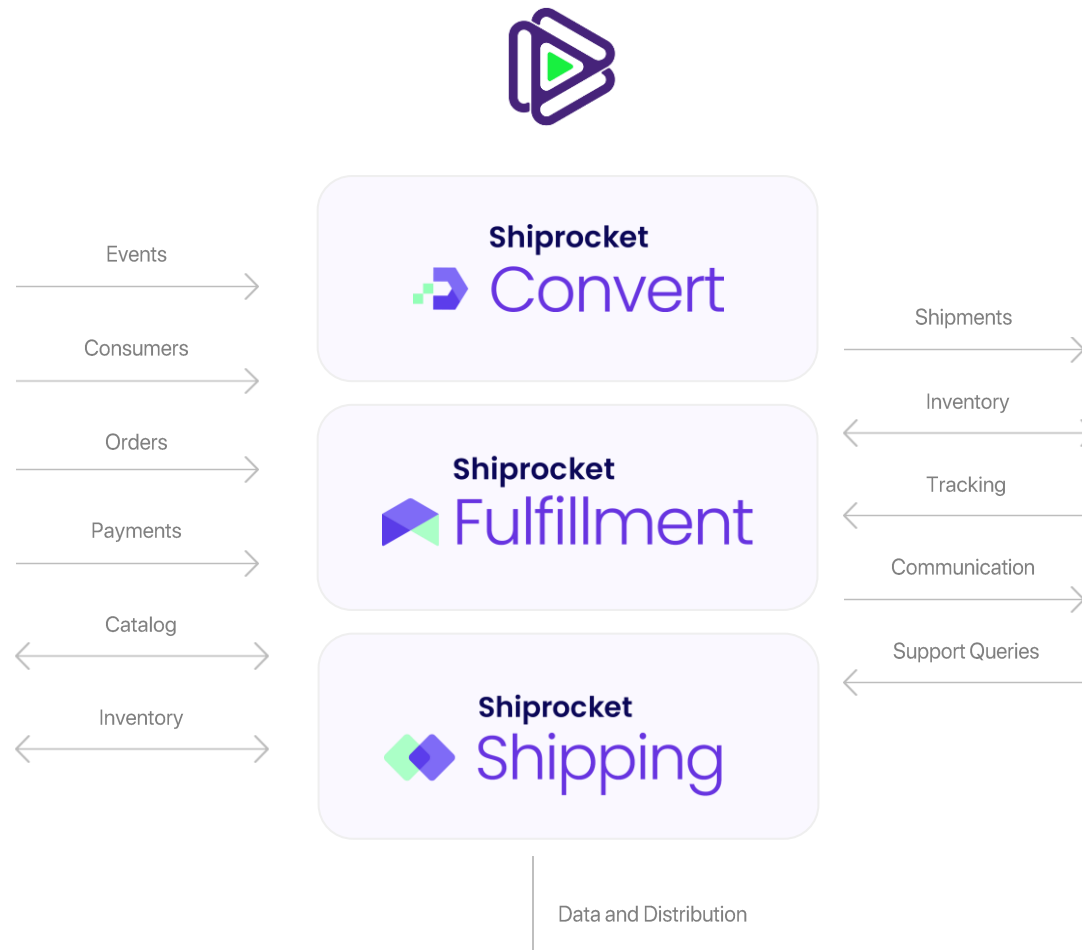 Events
Consumers
Orders
Payments
Catalog
Inventory
Shiprocket
Convert
Shiprocket
Fulfillment
Shiprocket
Shipping
Shipments
Inventory
Tracking
Communication
Support Queries
Data and Distribution